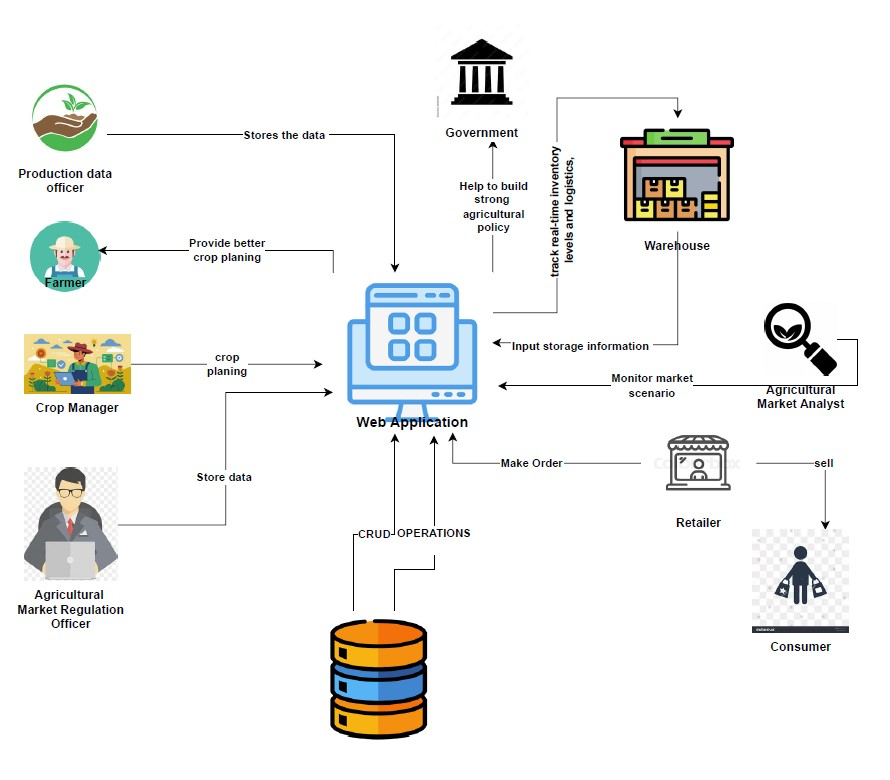 Production data
officer
Stores the data
Government
Help to build
strong
agricultural
policy
track real-time inventory
levels and logistics,
Warehouse
Farmer
Provide better
crop planing
Input storage information
Crop Manager
crop
planing
Web Application
Monitor market
scenario
Agricultural
Market Analyst
Store data
Agricultural
Market Regulation
Officer
Make Order
Retailer
sell
Consumer
CRUD
OPERATIONS